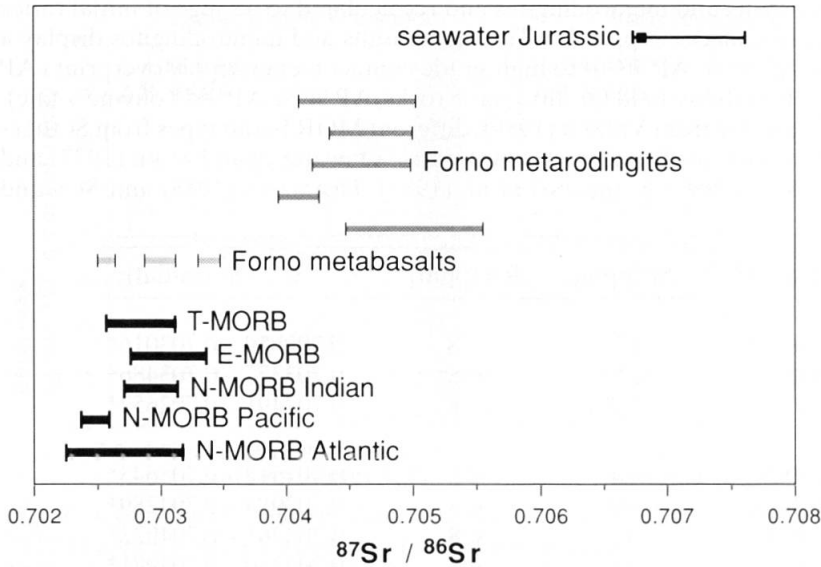 seawater Jurassic
Forno metarodingites
Forno metabasalts
T-MORB
E-MORB
N-MORB Indian
N-MORB Pacific
N-MORB Atlantic
0.702 0.703 0.704 0.705 0.706 0.707 0.708
⁸⁷Sr / ⁸⁶Sr